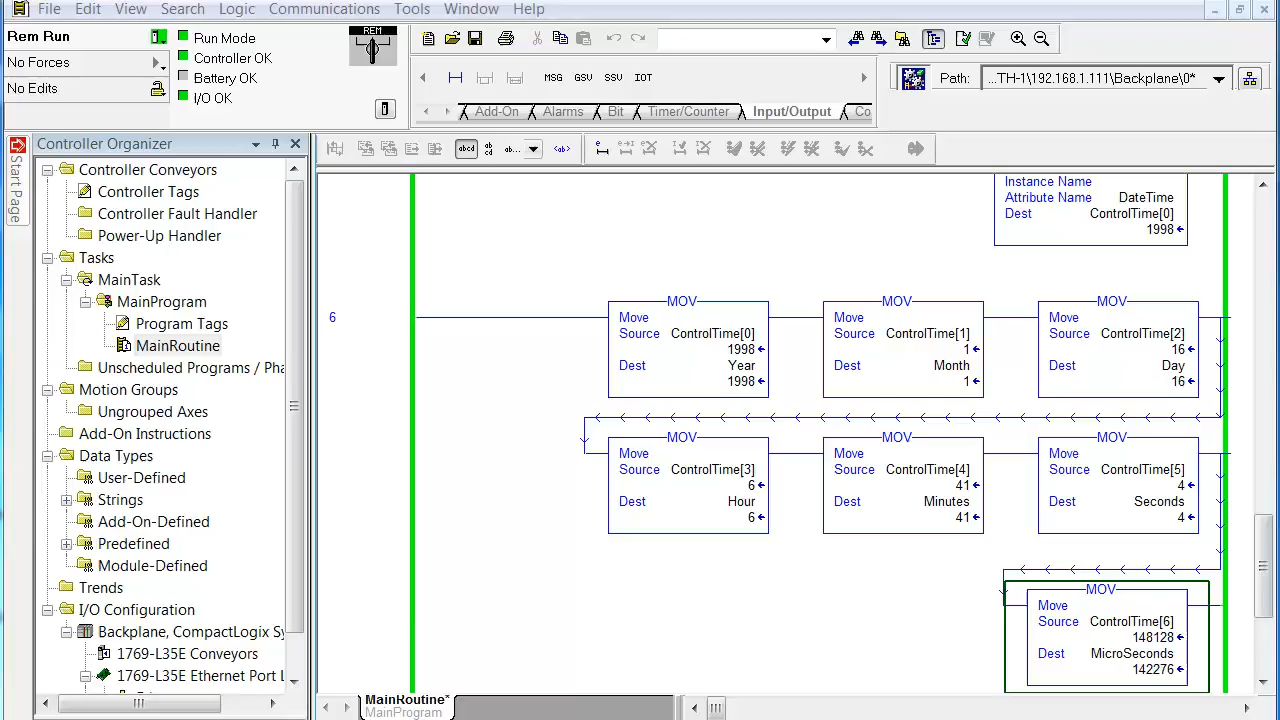 File Edit View Search Logic Communications Tools Window Help
Rem Run
No Forces
No Edits
Run Mode
Controller OK
Battery OK
I/O OK
REM
MSG GSV SSV IOT
Add-On Alarms Bit Timer/Counter Input/Output Co
Path: ...TH-1\192.168.1.111\Backplane\0*
Start Page
Controller Organizer
Controller Conveyors
Controller Tags
Controller Fault Handler
Power-Up Handler
Tasks
MainTask
MainProgram
Program Tags
MainRoutine
Unscheduled Programs / Pha
Motion Groups
Ungrouped Axes
Add-On Instructions
Data Types
User-Defined
Strings
Add-On-Defined
Predefined
Module-Defined
Trends
I/O Configuration
Backplane, CompactLogix Sy
1769-L35E Conveyors
1769-L35E Ethernet Port L
abcd ab cd ab... <ab>
Instance Name
Attribute Name DateTime
Dest ControlTime[0]
1998
6
MOV
Move
Source ControlTime[0]
1998
Dest Year
1998
MOV
Move
Source ControlTime[1]
1
Dest Month
1
MOV
Move
Source ControlTime[2]
16
Dest Day
16
MOV
Move
Source ControlTime[3]
6
Dest Hour
6
MOV
Move
Source ControlTime[4]
41
Dest Minutes
41
MOV
Move
Source ControlTime[5]
4
Dest Seconds
4
MOV
Move
Source ControlTime[6]
148128
Dest MicroSeconds
142276
MainRoutine*
MainProgram